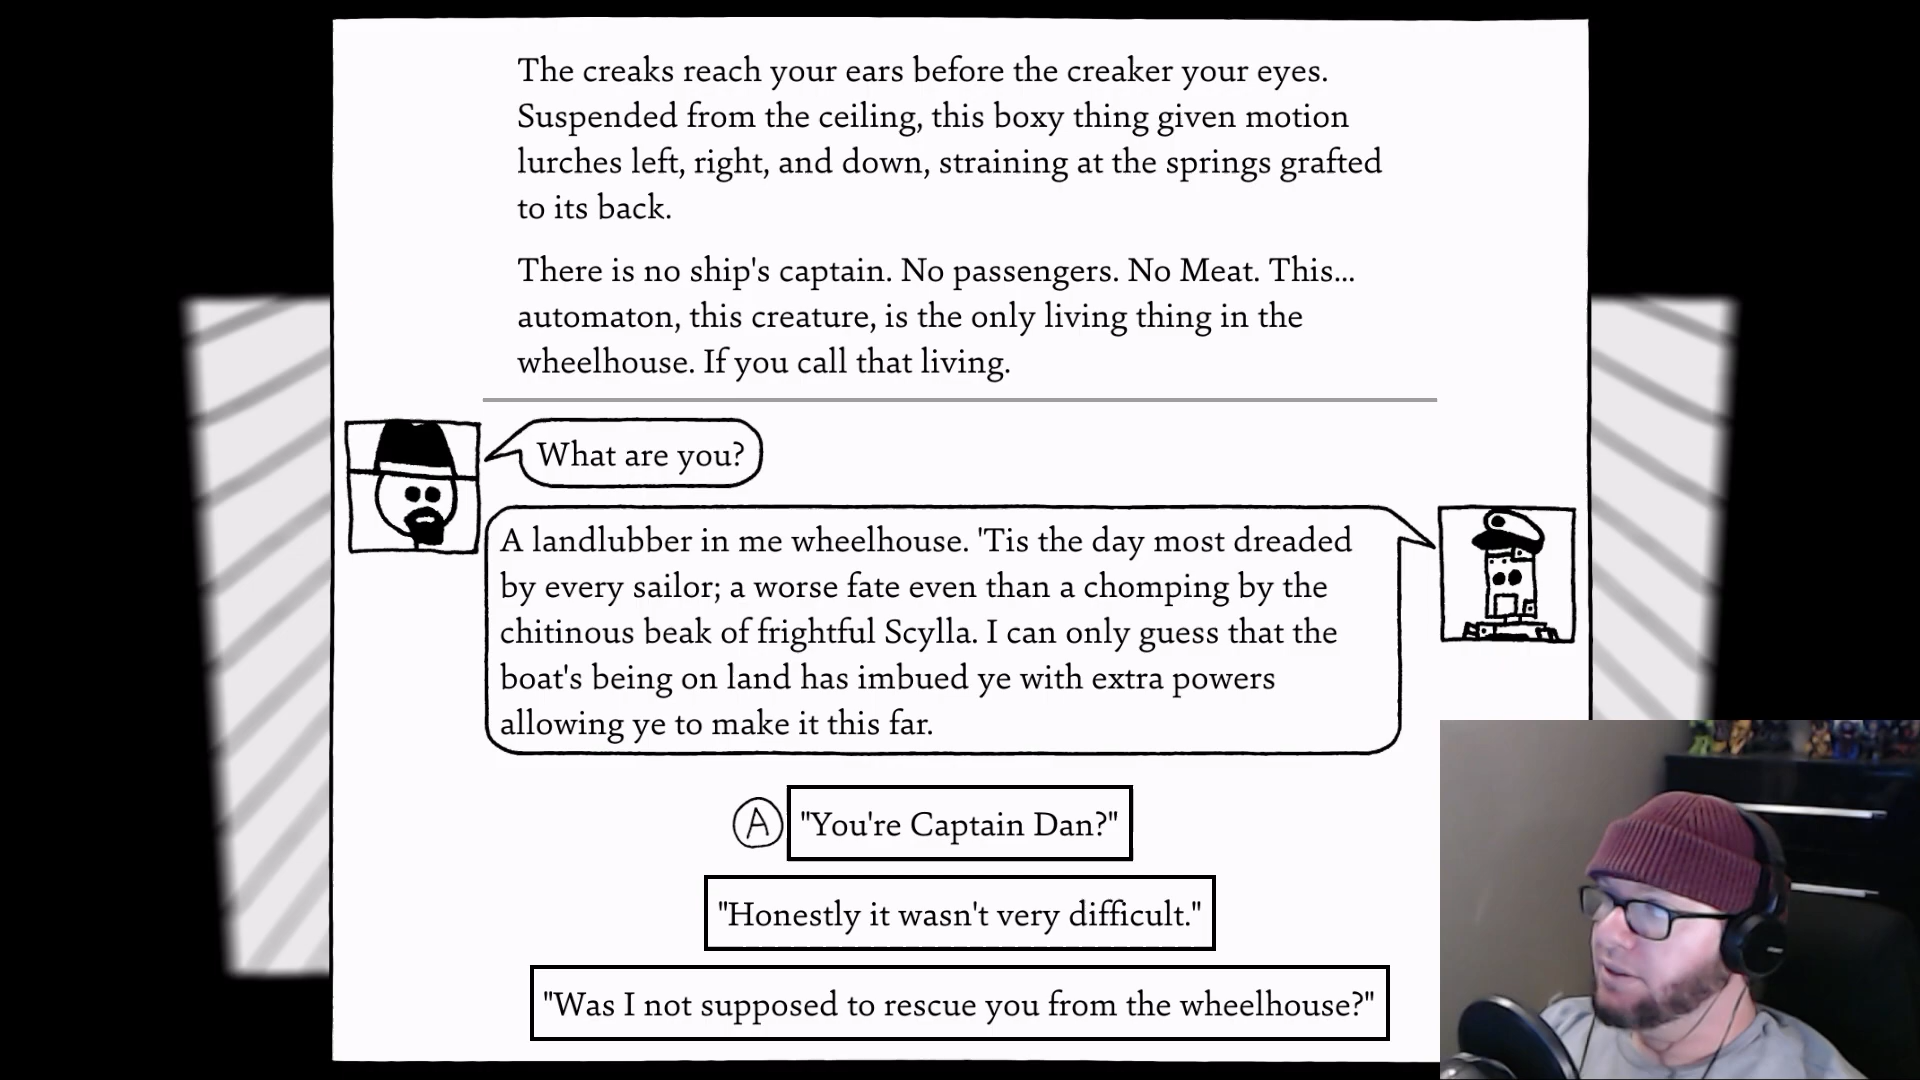 The creaks reach your ears before the creaker your eyes.
Suspended from the ceiling, this boxy thing given motion
lurches left, right, and down, straining at the springs grafted
to its back.
There is no ship's captain. No passengers. No Meat. This...
automaton, this creature, is the only living thing in the
wheelhouse. If you call that living.
What are you?
A landlubber in me wheelhouse. 'Tis the day most dreaded
by every sailor; a worse fate even than a chomping by the
chitinous beak of frightful Scylla. I can only guess that the
boat's being on land has imbued ye with extra powers
allowing ye to make it this far.
A "You're Captain Dan?"
"Honestly it wasn't very difficult."
"Was I not supposed to rescue you from the wheelhouse?"